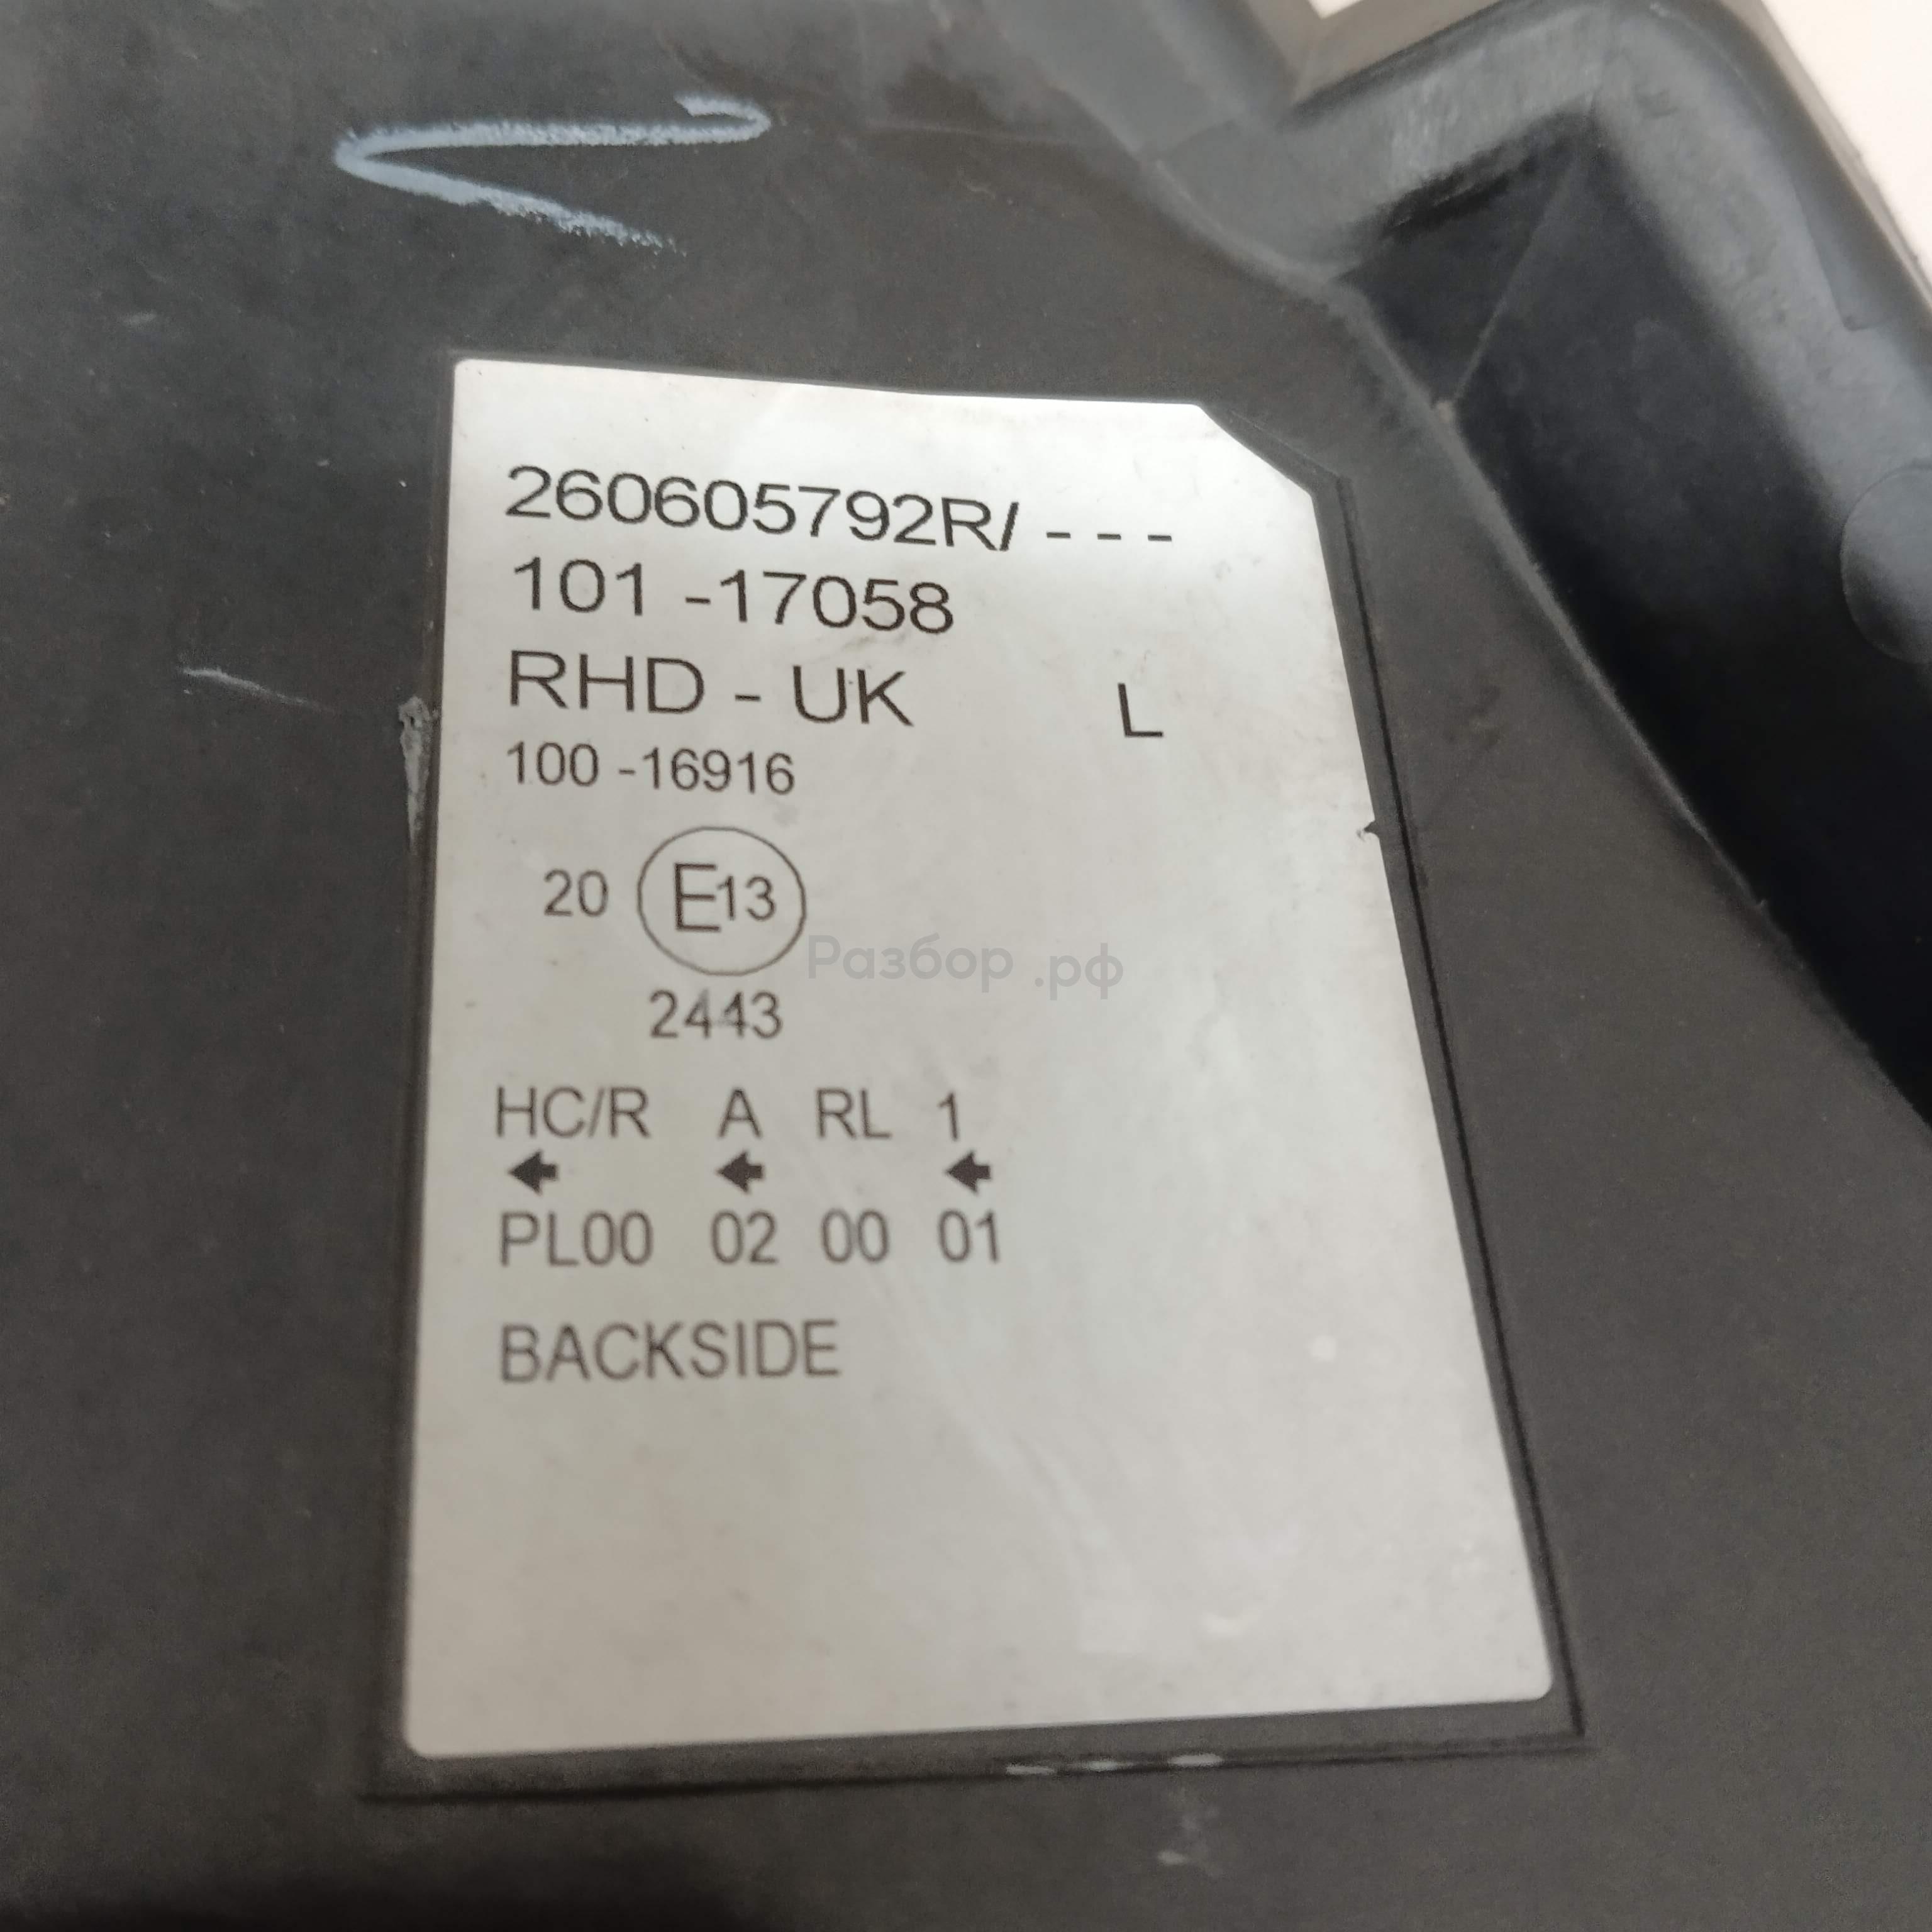 260605792R/ - - -
101 -17058
RHD - UK L
100 -16916
20 E13
2443
Разбор .рф
HC/R A RL 1
← ← ←
PL00 02 00 01
BACKSIDE